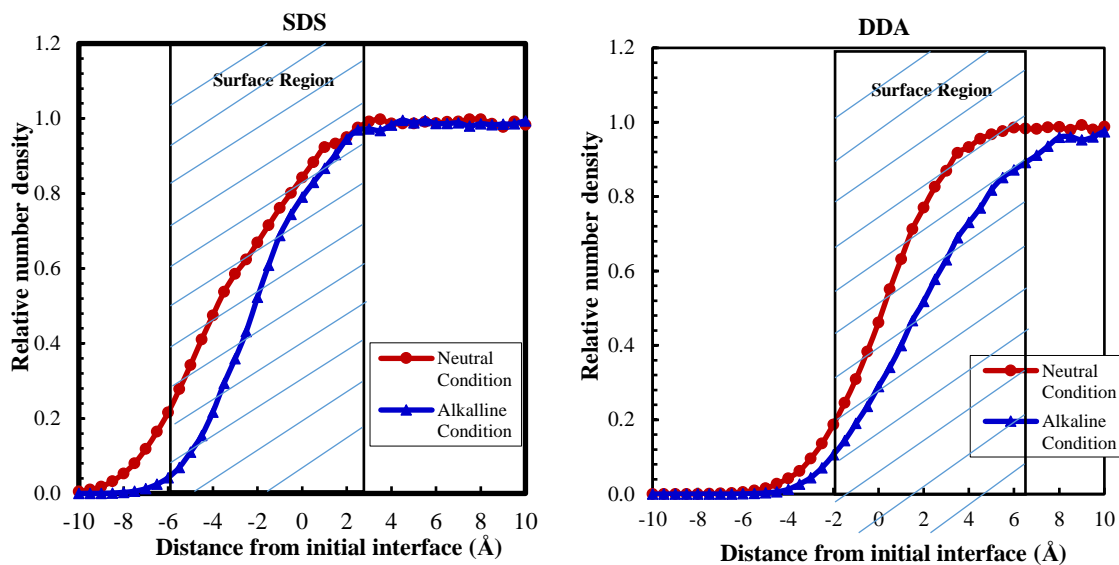 SDS
1.2
1.0
0.8
0.6
0.4
0.2
0.0
Relative number density
Surface Region
Neutral
Condition
Alkalline
Condition
-10 -8 -6 -4 -2 0 2 4 6 8 10
Distance from initial interface (Å)
DDA
1.2
1.0
0.8
0.6
0.4
0.2
0.0
Relative number density
Surface Region
Neutral
Condition
Alkaline
Condition
-10 -8 -6 -4 -2 0 2 4 6 8 10
Distance from initial interface (Å)